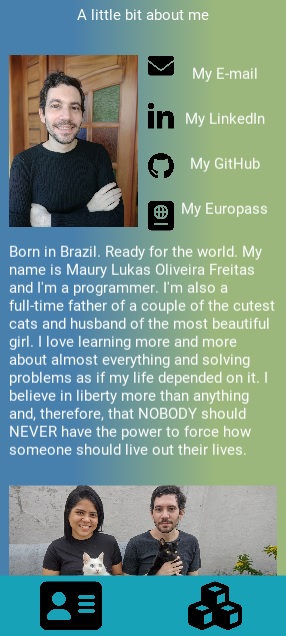 A little bit about me
My E-mail
My LinkedIn
My GitHub
My Europass
Born in Brazil. Ready for the world. My
name is Maury Lukas Oliveira Freitas
and I'm a programmer. I'm also a
full-time father of a couple of the cutest
cats and husband of the most beautiful
girl. I love learning more and more
about almost everything and solving
problems as if my life depended on it. I
believe in liberty more than anything
and, therefore, that NOBODY should
NEVER have the power to force how
someone should live out their lives.